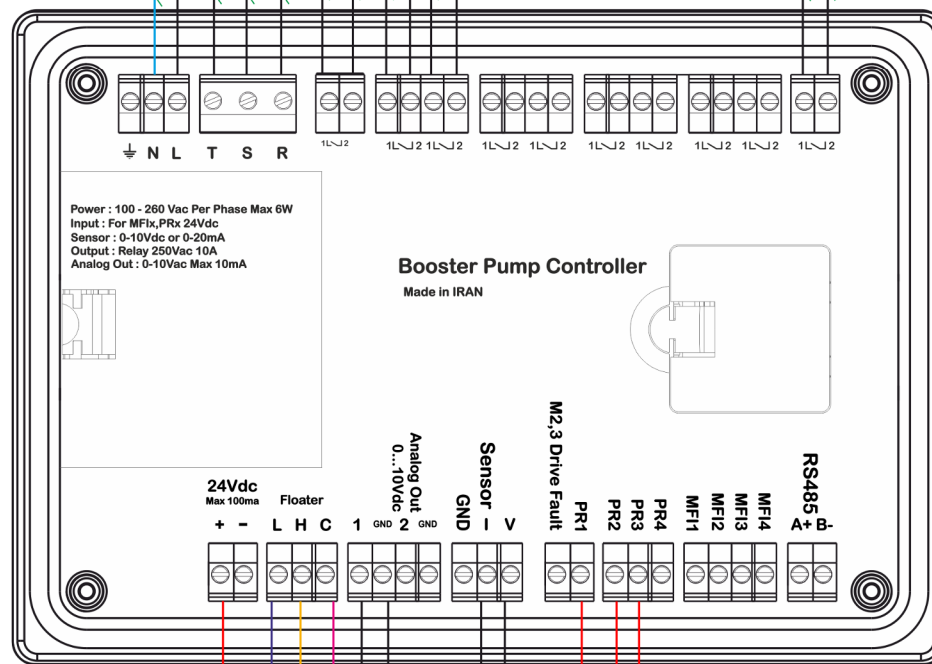 1 2
1 2 1 2
1 2 1 2
1 2 1 2
1 2 1 2
1 2
N L T S R
Power : 100 - 260 Vac Per Phase Max 6W
Input : For MFIx,PRx 24Vdc
Sensor : 0-10Vdc or 0-20mA
Output : Relay 250Vac 10A
Analog Out : 0-10Vac Max 10mA
Booster Pump Controller
Made in IRAN
24Vdc
Max 100ma
+ -
Floater
L H C
Analog Out
0...10Vdc
1 GND 2 GND
Sensor
GND I V
M2,3 Drive Fault
PR1
PR2
PR3
PR4
MFI1
MFI2
MFI3
MFI4
RS485
A+ B-